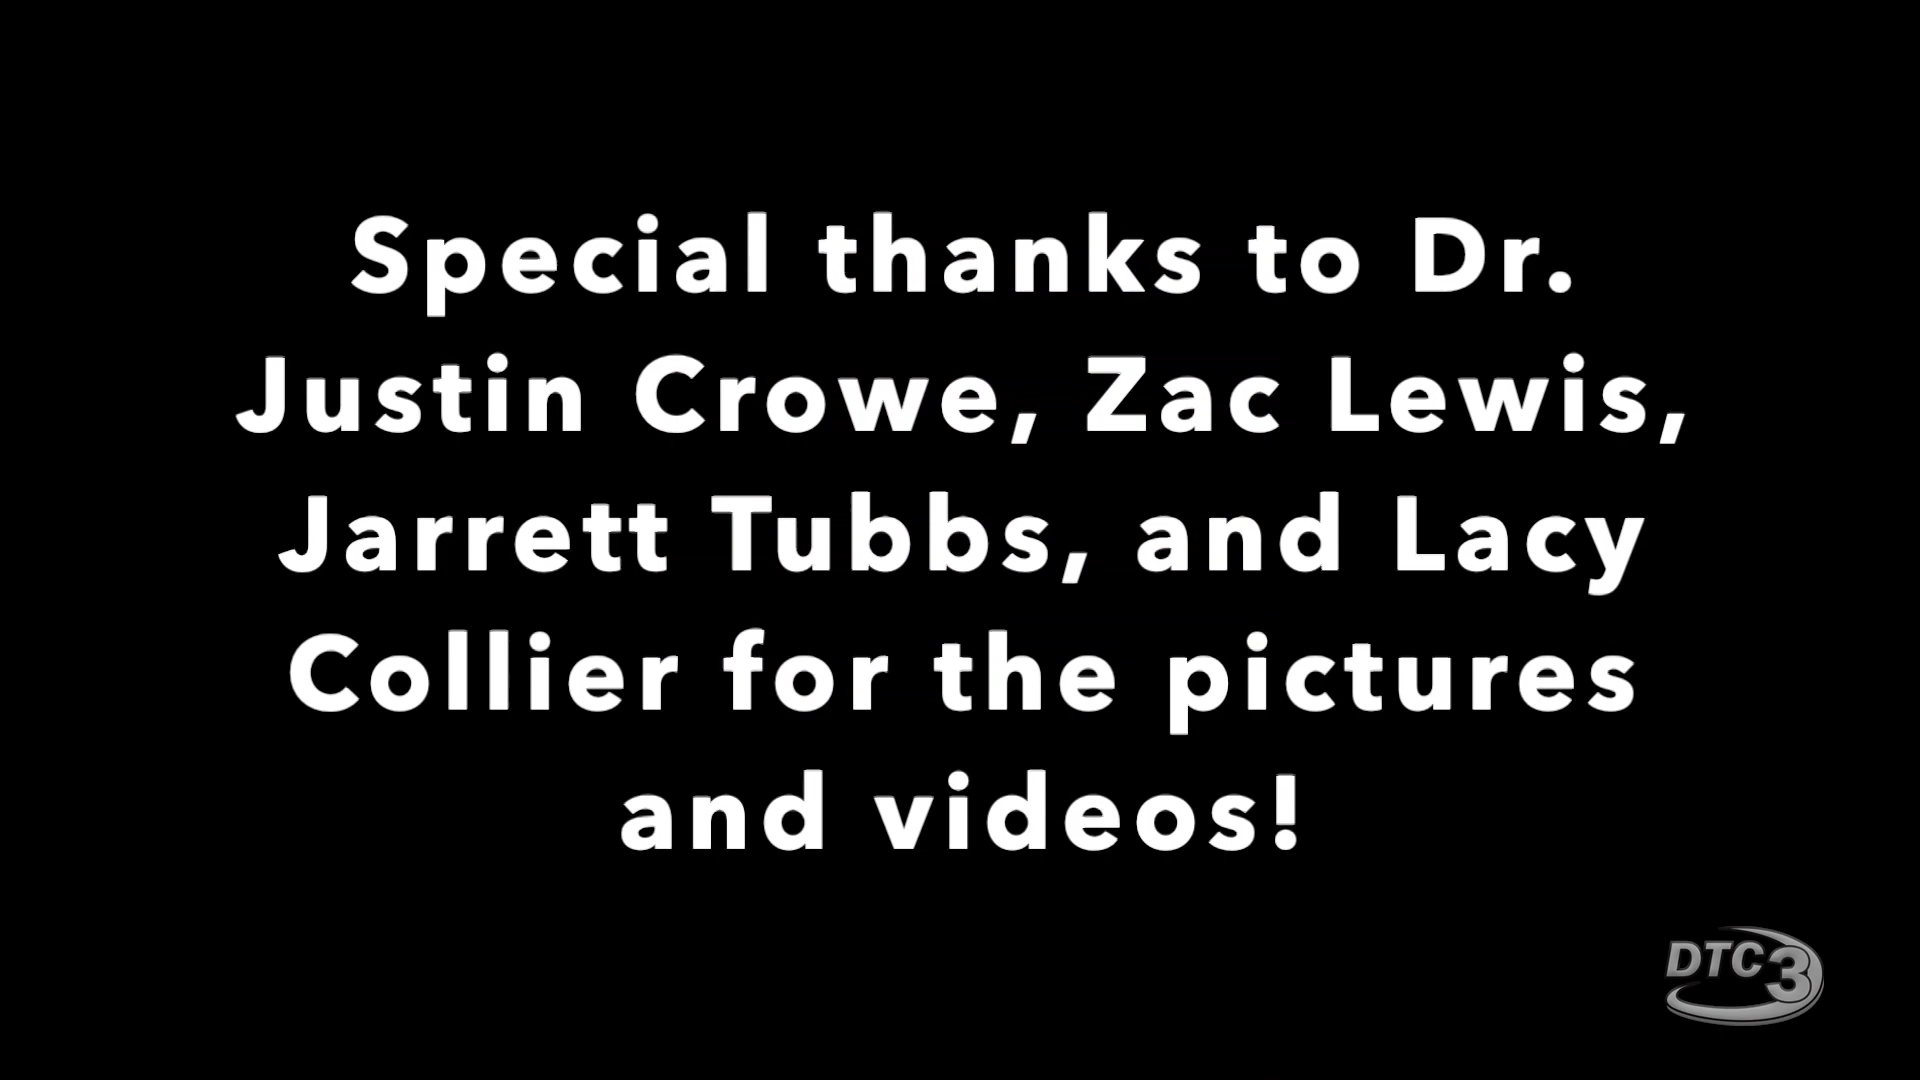 Special thanks to Dr.
Justin Crowe, Zac Lewis,
Jarrett Tubbs, and Lacy
Collier for the pictures
and videos!
DTC3